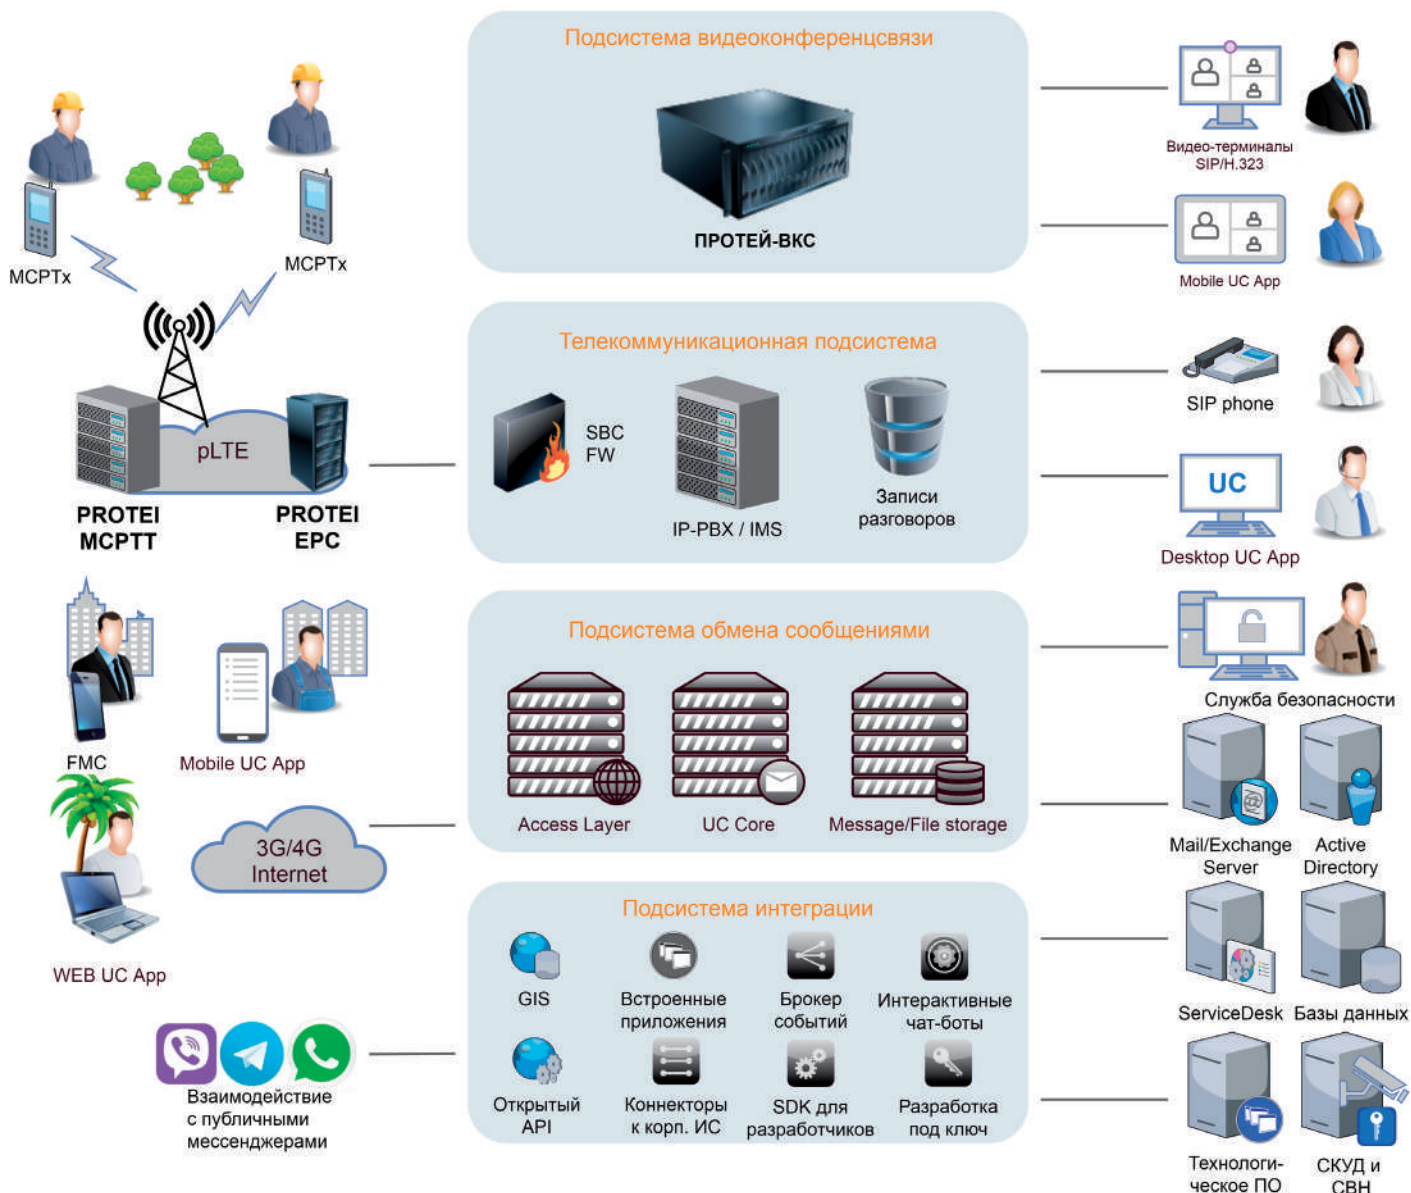 Подсистема видеоконференцсвязи
ПРОТЕЙ-ВКС
MCPTx
MCPTx
pLTE
PROTEI
MCPTT
PROTEI
EPC
Телекоммуникационная подсистема
SBC
FW
IP-PBX / IMS
Записи
разговоров
Видео-терминалы
SIP/H.323
Mobile UC App
SIP phone
UC
Desktop UC App
FMC
Mobile UC App
3G/4G
Internet
WEB UC App
Подсистема обмена сообщениями
Access Layer
UC Core
Message/File storage
Служба безопасности
@
Mail/Exchange
Server
Active
Directory
Взаимодействие
с публичными
мессенджерами
Подсистема интеграции
GIS
Встроенные
приложения
Брокер
событий
Интерактивные
чат-боты
Открытый
API
Коннекторы
к корп. ИС
SDK для
разработчиков
Разработка
под ключ
ServiceDesk
Базы данных
Технологи-
ческое ПО
СКУД и
СВН